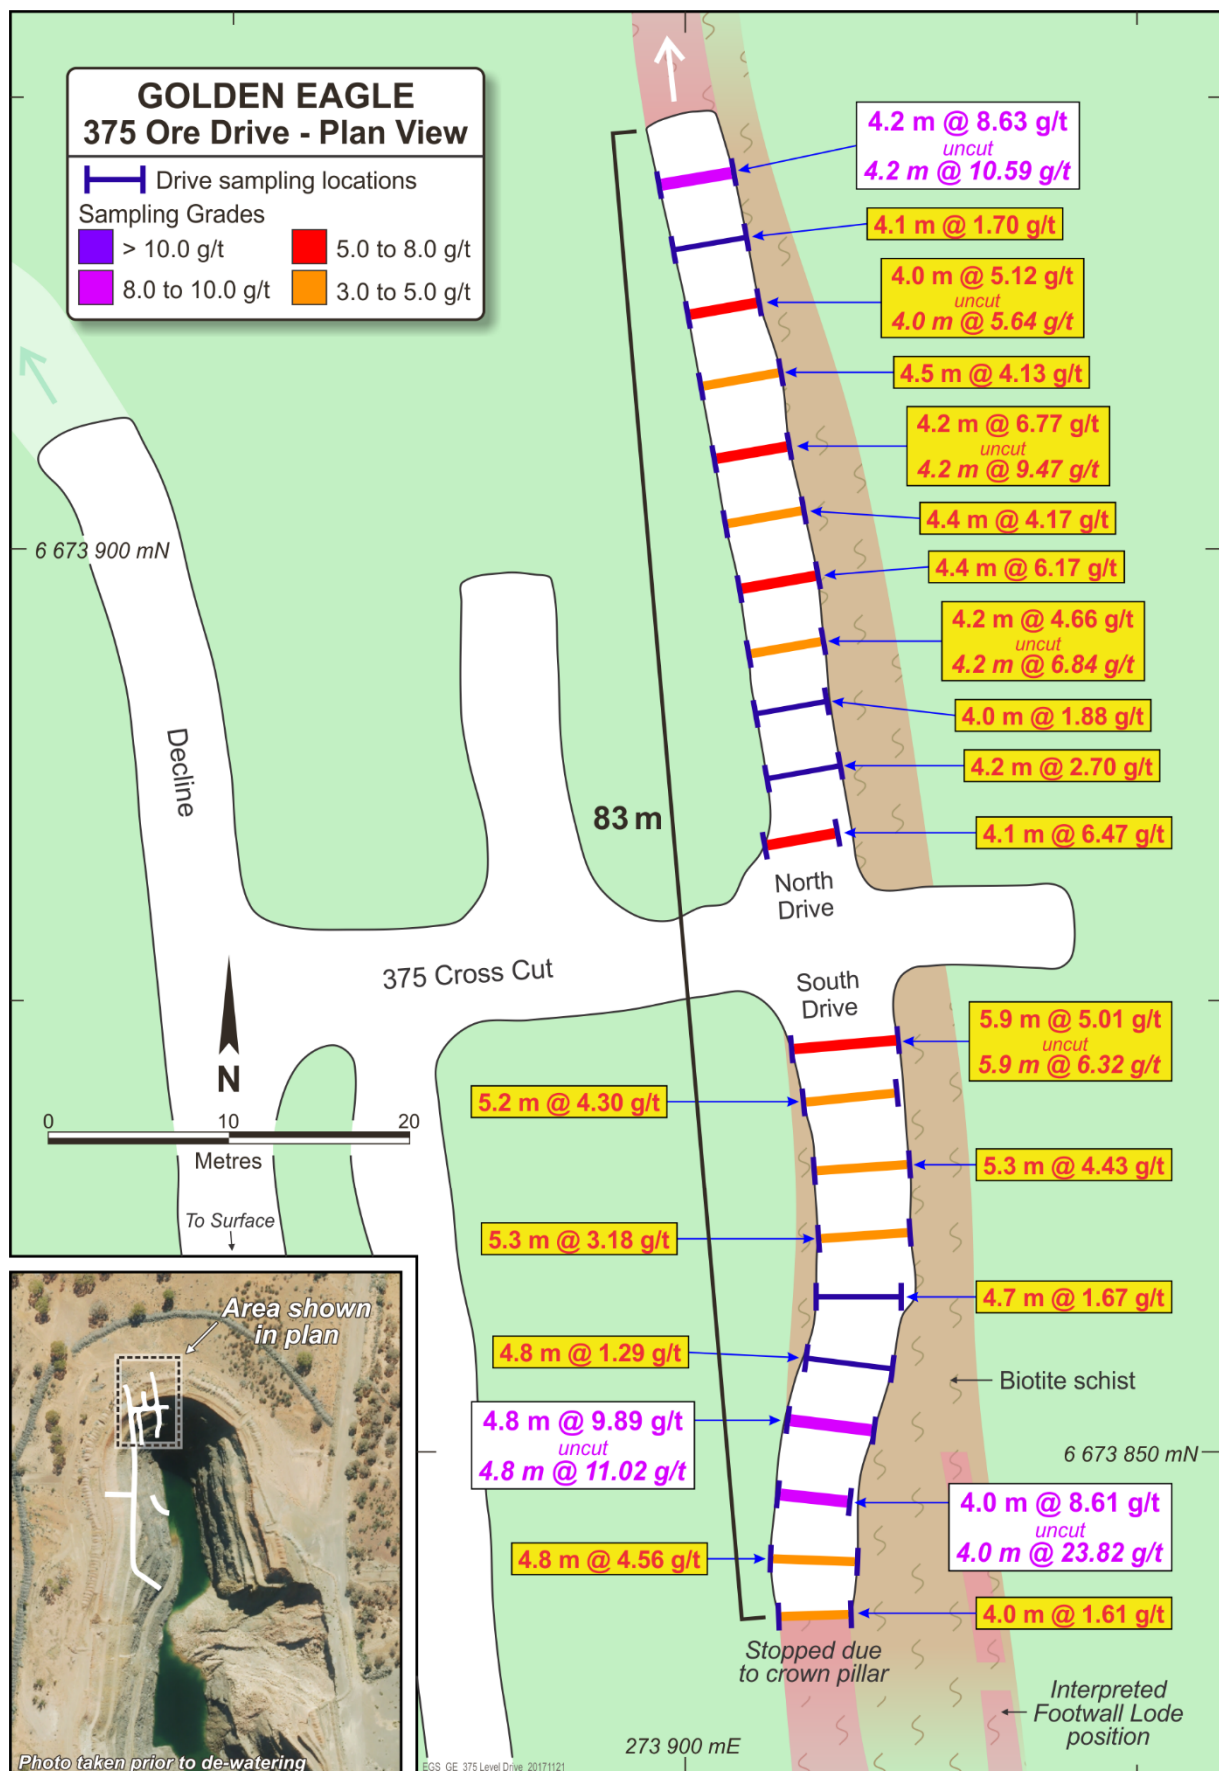 GOLDEN EAGLE
375 Ore Drive - Plan View
Drive sampling locations
Sampling Grades
> 10.0 g/t
5.0 to 8.0 g/t
8.0 to 10.0 g/t
3.0 to 5.0 g/t
4.2 m @ 8.63 g/t
uncut
4.2 m @ 10.59 g/t
4.1 m @ 1.70 g/t
4.0 m @ 5.12 g/t
uncut
4.0 m @ 5.64 g/t
4.5 m @ 4.13 g/t
4.2 m @ 6.77 g/t
uncut
4.2 m @ 9.47 g/t
4.4 m @ 4.17 g/t
6 673 900 mN
4.4 m @ 6.17 g/t
4.2 m @ 4.66 g/t
uncut
4.2 m @ 6.84 g/t
4.0 m @ 1.88 g/t
Decline
4.2 m @ 2.70 g/t
83 m
4.1 m @ 6.47 g/t
North
Drive
375 Cross Cut
South
Drive
5.9 m @ 5.01 g/t
uncut
5.9 m @ 6.32 g/t
N
0 10 20
Metres
5.2 m @ 4.30 g/t
5.3 m @ 4.43 g/t
To Surface
5.3 m @ 3.18 g/t
4.7 m @ 1.67 g/t
Area shown
in plan
4.8 m @ 1.29 g/t
Biotite schist
4.8 m @ 9.89 g/t
uncut
4.8 m @ 11.02 g/t
6 673 850 mN
4.0 m @ 8.61 g/t
uncut
4.0 m @ 23.82 g/t
4.8 m @ 4.56 g/t
4.0 m @ 1.61 g/t
Stopped due
to crown pillar
Interpreted
Footwall Lode
position
273 900 mE
Photo taken prior to de-watering
EGS_GE_375 Level Drive_20171121